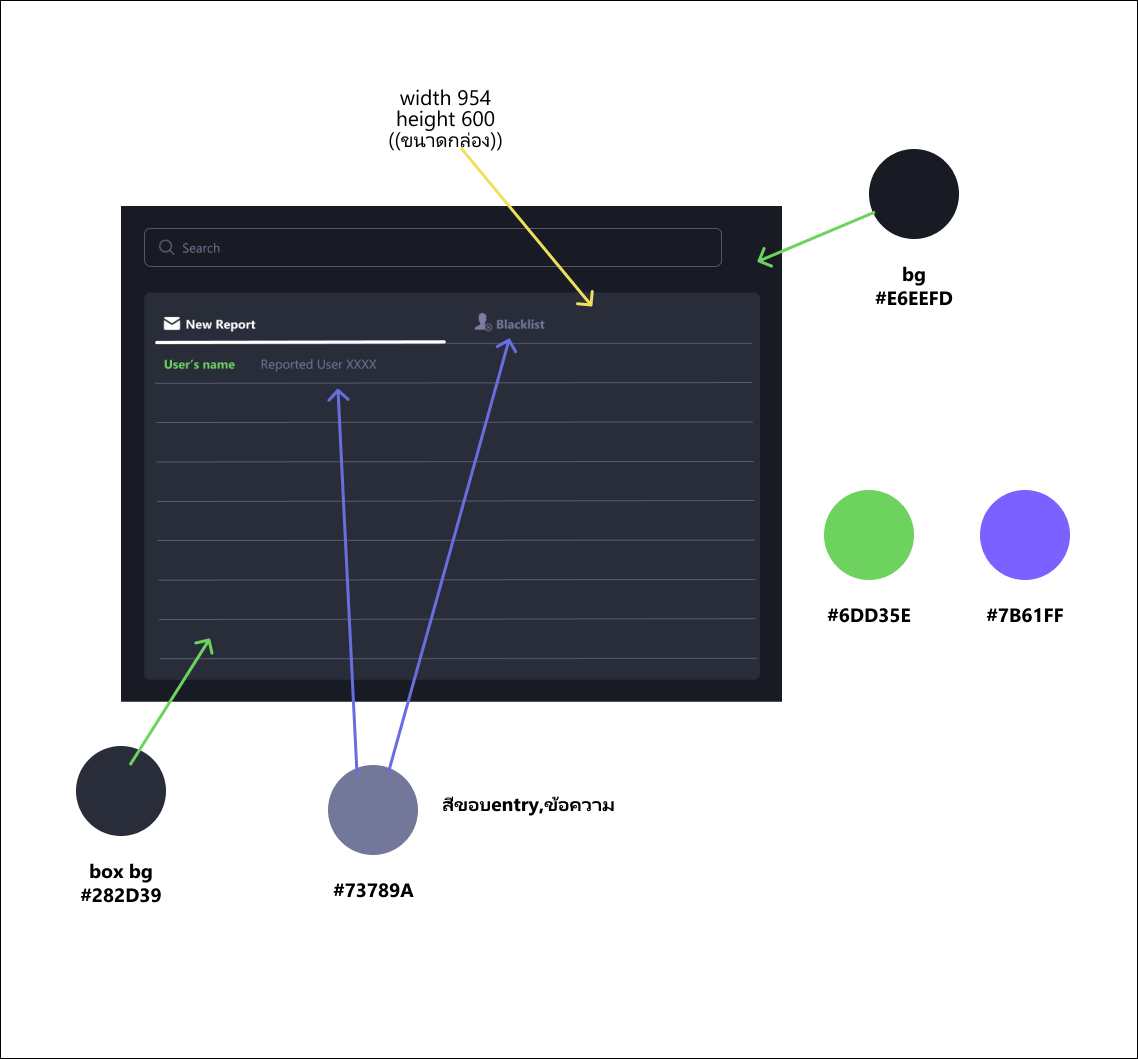 width 954
height 600
((ขนาดกล่อง))
Search
New Report
Blacklist
User's name
Reported User XXXX
bg
#E6EEFD
#6DD35E
#7B61FF
สีขอบentry,ข้อความ
box bg
#282D39
#73789A